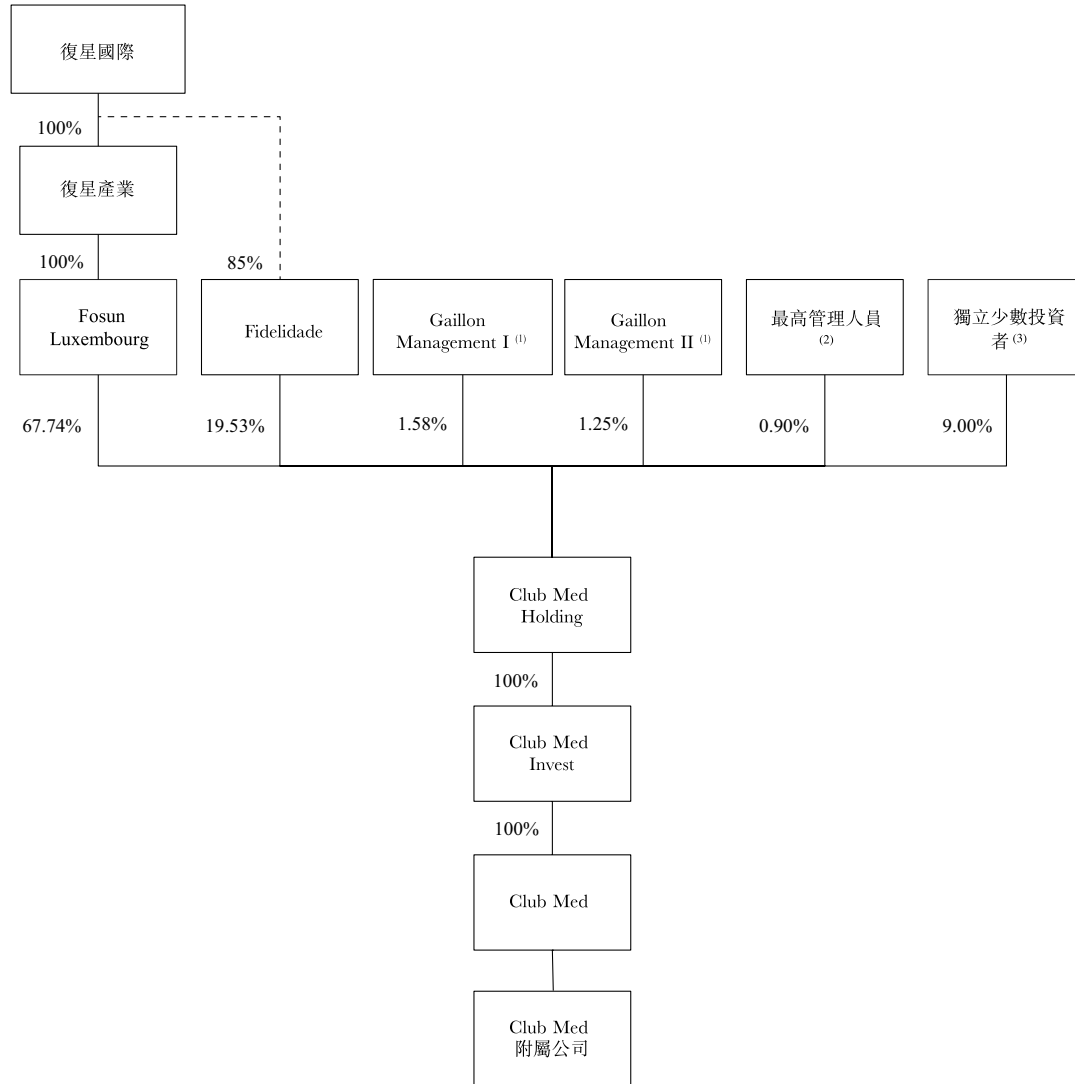 復星國際
100%
復星產業
100%
85%
Fosun
Luxembourg
Fidelidade
Gaillon
Management I (1)
Gaillon
Management II (1)
最高管理人員
(2)
獨立少數投資
者 (3)
67.74%
19.53%
1.58%
1.25%
0.90%
9.00%
Club Med
Holding
100%
Club Med
Invest
100%
Club Med
Club Med
附屬公司